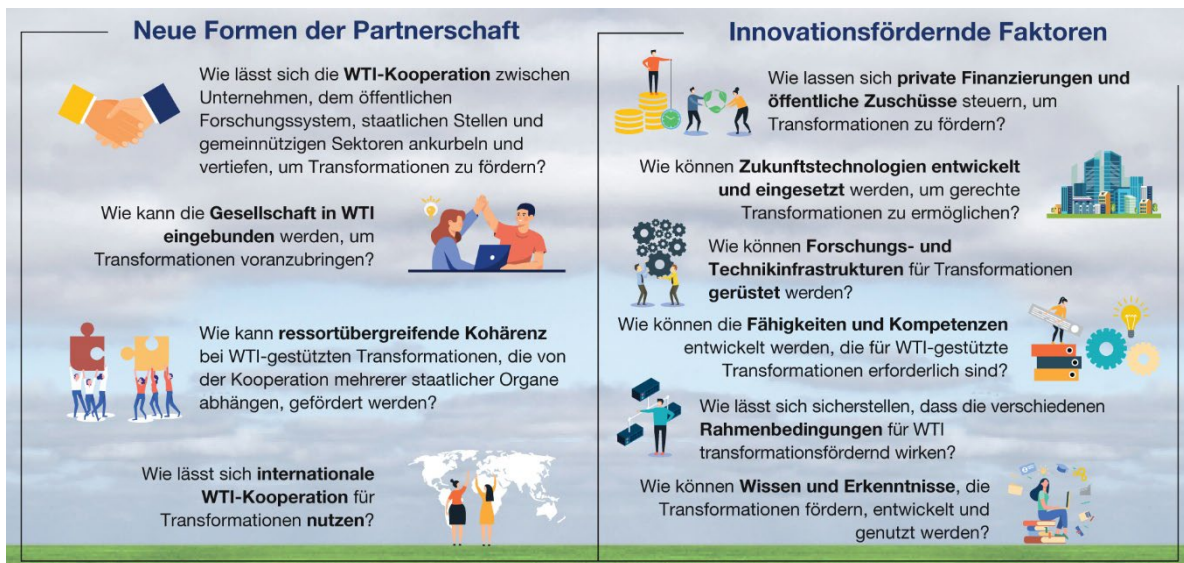 Neue Formen der Partnerschaft
Wie lässt sich die WTI-Kooperation zwischen
Unternehmen, dem öffentlichen
Forschungssystem, staatlichen Stellen und
gemeinnützigen Sektoren ankurbeln und
vertiefen, um Transformationen zu fördern?
Wie kann die Gesellschaft in WTI
eingebunden werden, um
Transformationen voranzubringen?
Wie kann ressortübergreifende Kohärenz
bei WTI-gestützten Transformationen, die von
der Kooperation mehrerer staatlicher Organe
abhängen, gefördert werden?
Wie lässt sich internationale
WTI-Kooperation für
Transformationen nutzen?
Innovationsfördernde Faktoren
Wie lassen sich private Finanzierungen und
öffentliche Zuschüsse steuern, um
Transformationen zu fördern?
Wie können Zukunftstechnologien entwickelt
und eingesetzt werden, um gerechte
Transformationen zu ermöglichen?
Wie können Forschungs- und
Technikinfrastrukturen für Transformationen
gerüstet werden?
Wie können die Fähigkeiten und Kompetenzen
entwickelt werden, die für WTI-gestützte
Transformationen erforderlich sind?
Wie lässt sich sicherstellen, dass die verschiedenen
Rahmenbedingungen für WTI
transformationsfördernd wirken?
Wie können Wissen und Erkenntnisse, die
Transformationen fördern, entwickelt und
genutzt werden?